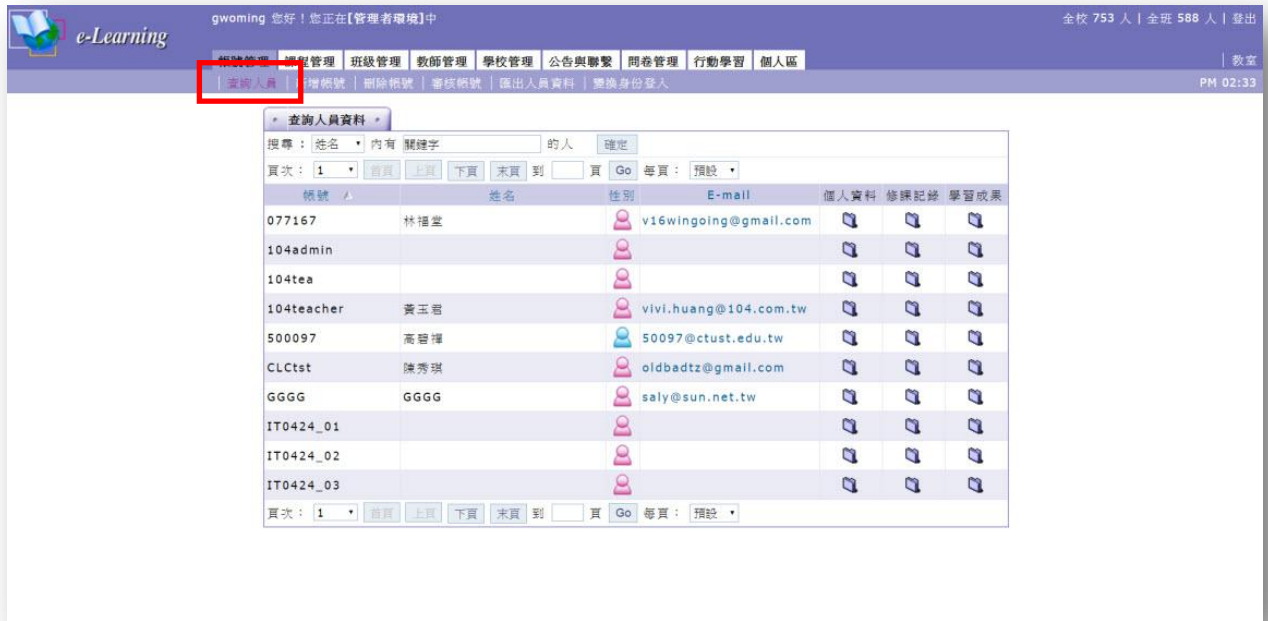 e-Learning
gwoming 您好！您正在[管理者環境]中
全校 753 人 | 全班 588 人 | 登出
帳號管理 課程管理 班級管理 教師管理 學校管理 公告與聯繫 問卷管理 行動學習 個人區
| 教室
| 查詢人員 | 新增帳號 | 刪除帳號 | 審核帳號 | 匯出人員資料 | 變換身份登入
PM 02:33
查詢人員資料
搜尋： 姓名 內有 關鍵字 的人 確定
頁次： 1 首頁 上頁 下頁 末頁 到 頁 Go 每頁： 預設
帳號 姓名 性別 E-mail 個人資料 修課記錄 學習成果
077167 林福堂 v16wingoing@gmail.com
104admin
104tea
104teacher 黃玉君 vivi.huang@104.com.tw
500097 高碧禪 50097@ctust.edu.tw
CLCtst 陳秀琪 oldbadtz@gmail.com
GGGG GGGG saly@sun.net.tw
IT0424_01
IT0424_02
IT0424_03
頁次： 1 首頁 上頁 下頁 末頁 到 頁 Go 每頁： 預設